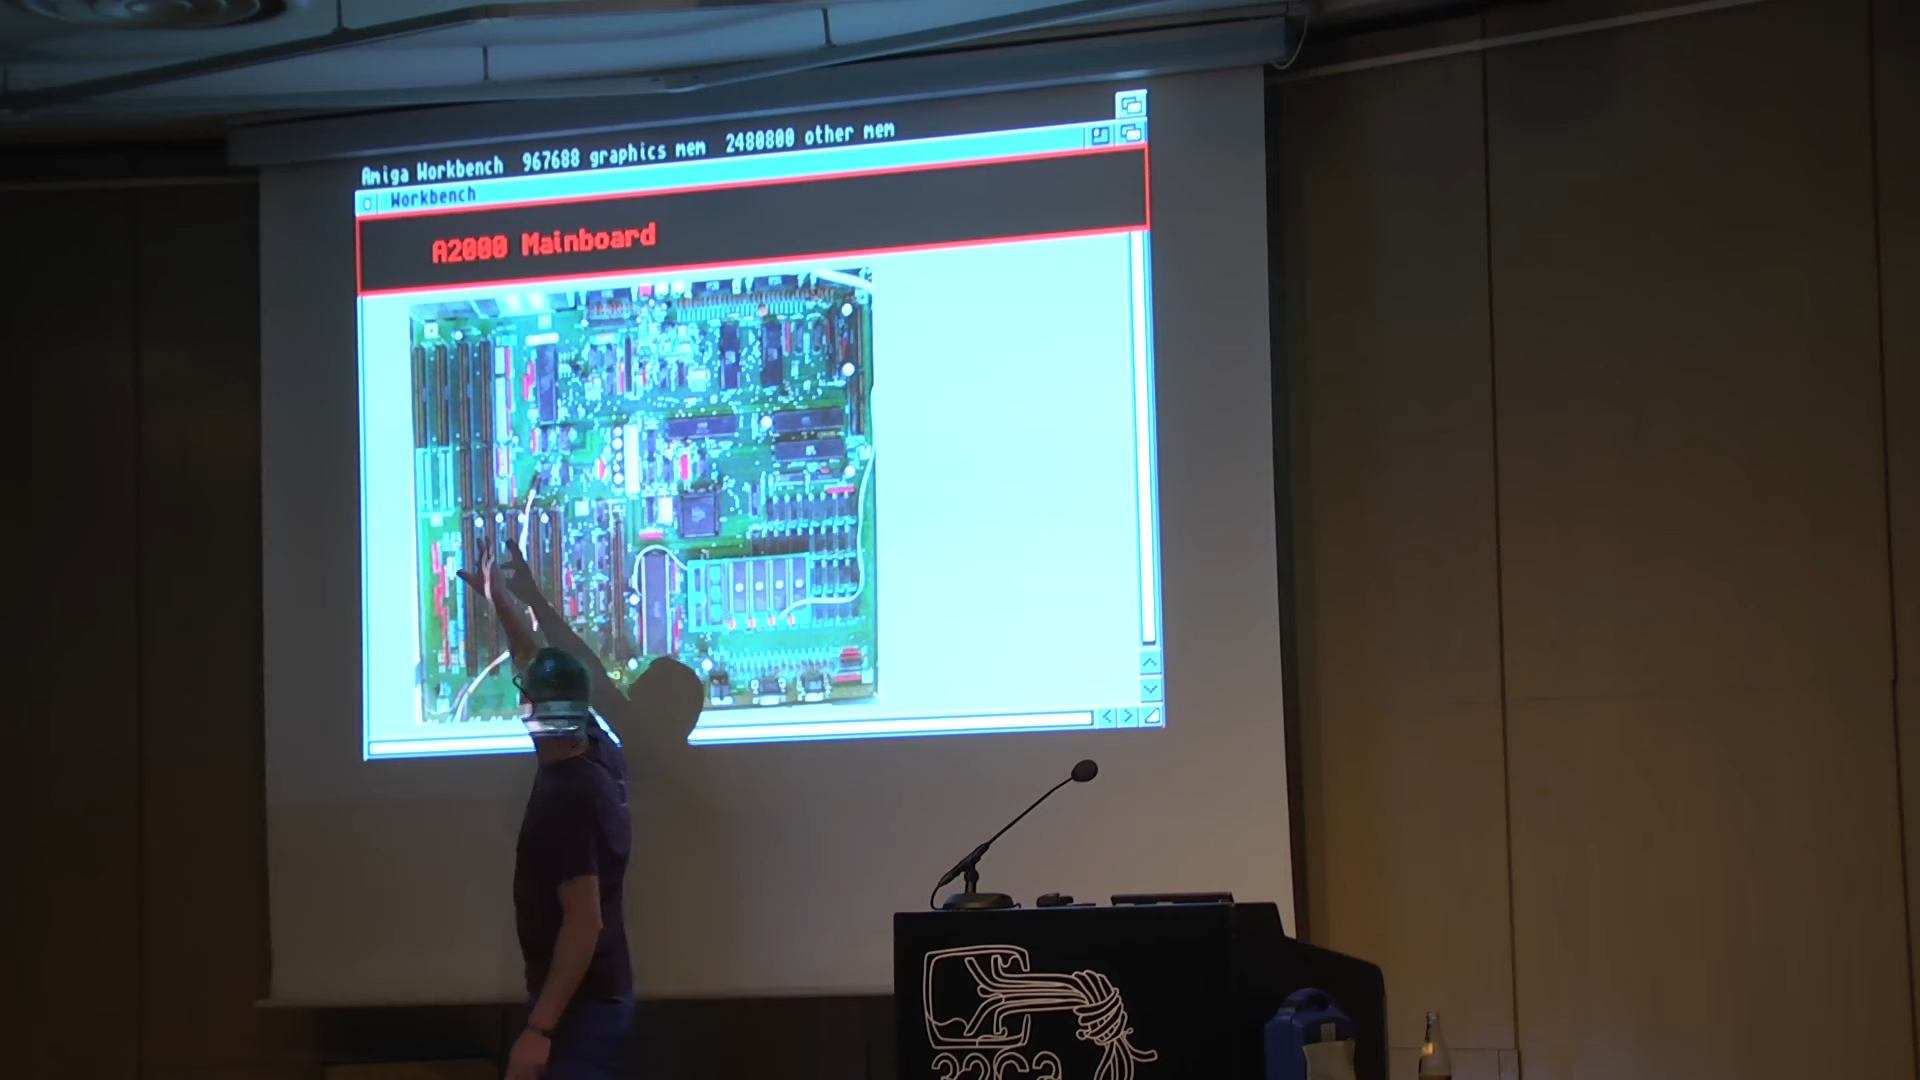 Amiga Workbench 967688 graphics mem 2480800 other mem
Workbench
A2000 Mainboard
32C3